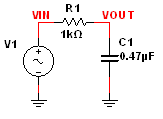 VIN R1 VOUT
1kΩ
V1 C1
0.47µF